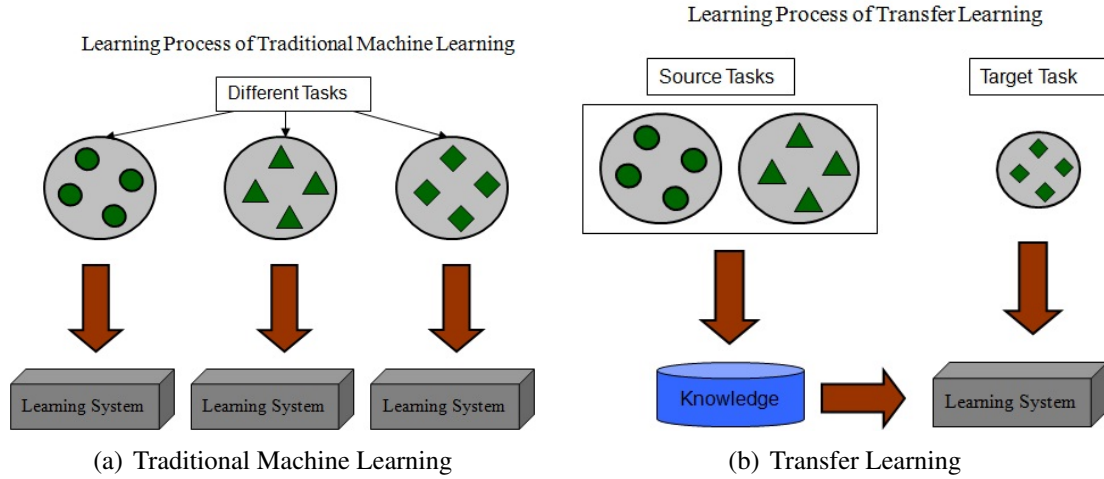 Learning Process of Traditional Machine Learning
Different Tasks
Learning System
Learning System
Learning System
(a) Traditional Machine Learning
Learning Process of Transfer Learning
Source Tasks
Target Task
Knowledge
Learning System
(b) Transfer Learning